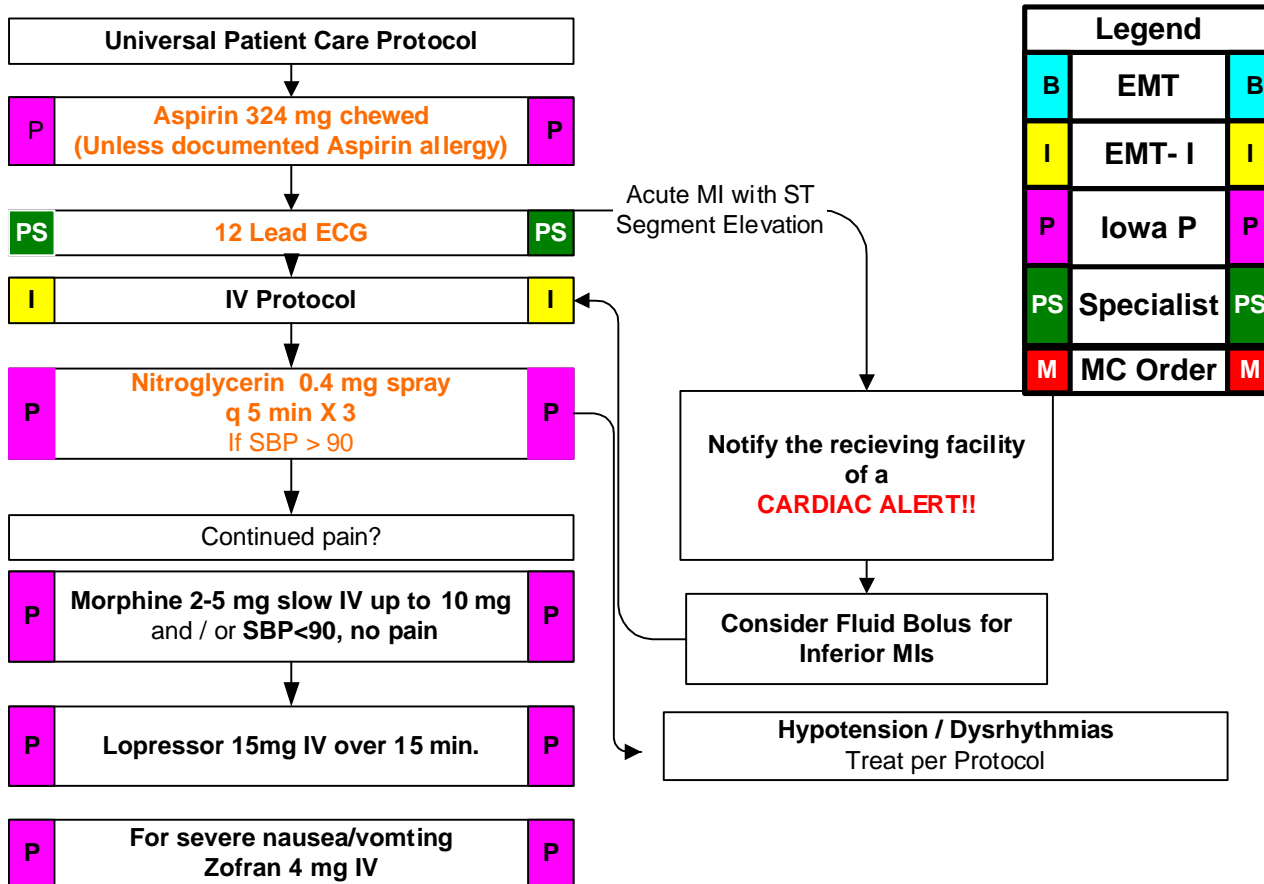 Universal Patient Care Protocol
P
Aspirin 324 mg chewed
(Unless documented Aspirin allergy)
P
PS
12 Lead ECG
PS
Acute MI with ST
Segment Elevation
I
IV Protocol
I
P
Nitroglycerin 0.4 mg spray
q 5 min X 3
If SBP > 90
P
Continued pain?
P
Morphine 2-5 mg slow IV up to 10 mg
and / or SBP<90, no pain
P
P
Lopressor 15mg IV over 15 min.
P
P
For severe nausea/vomting
Zofran 4 mg IV
P
Notify the recieving facility
of a
CARDIAC ALERT!!
Consider Fluid Bolus for
Inferior MIs
Hypotension / Dysrhythmias
Treat per Protocol
Legend
B EMT B
I EMT- I I
P Iowa P P
PS Specialist PS
M MC Order M